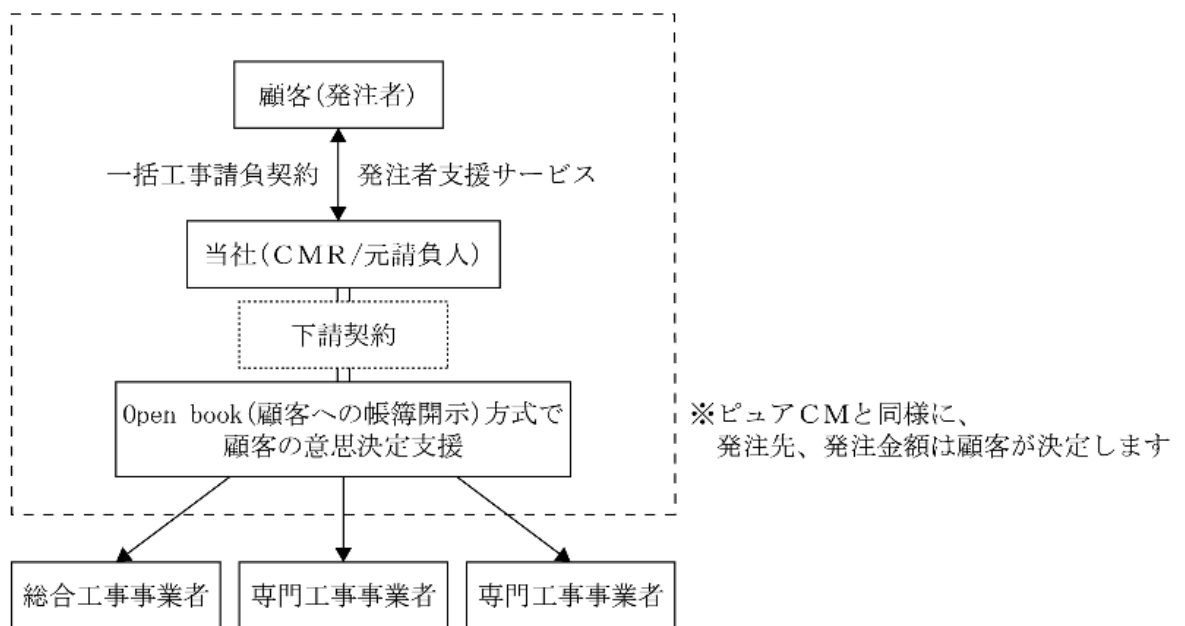 顧客(発注者)
一括工事請負契約 発注者支援サービス
当社(CMR/元請負人)
下請契約
Open book(顧客への帳簿開示)方式で
顧客の意思決定支援
※ピュアCMと同様に、
発注先、発注金額は顧客が決定します
総合工事事業者 専門工事事業者 専門工事事業者